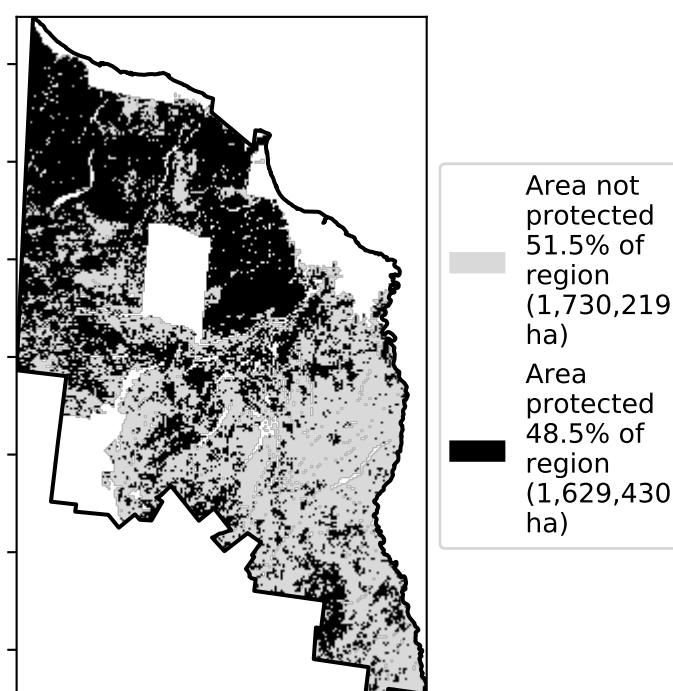 Area not
protected
51.5% of
region
(1,730,219
ha)
Area
protected
48.5% of
region
(1,629,430
ha)